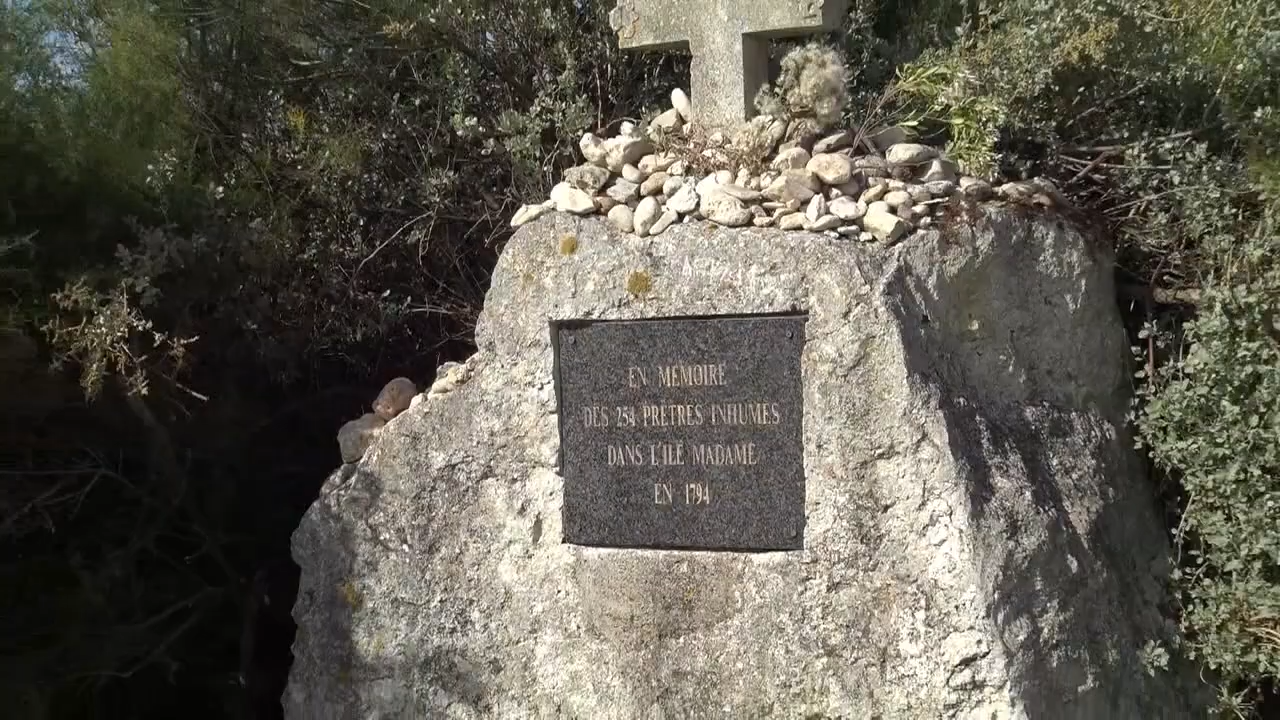 EN MEMOIRE
DES 254 PRETRES INHUMES
DANS L'ILE MADAME
EN 1794